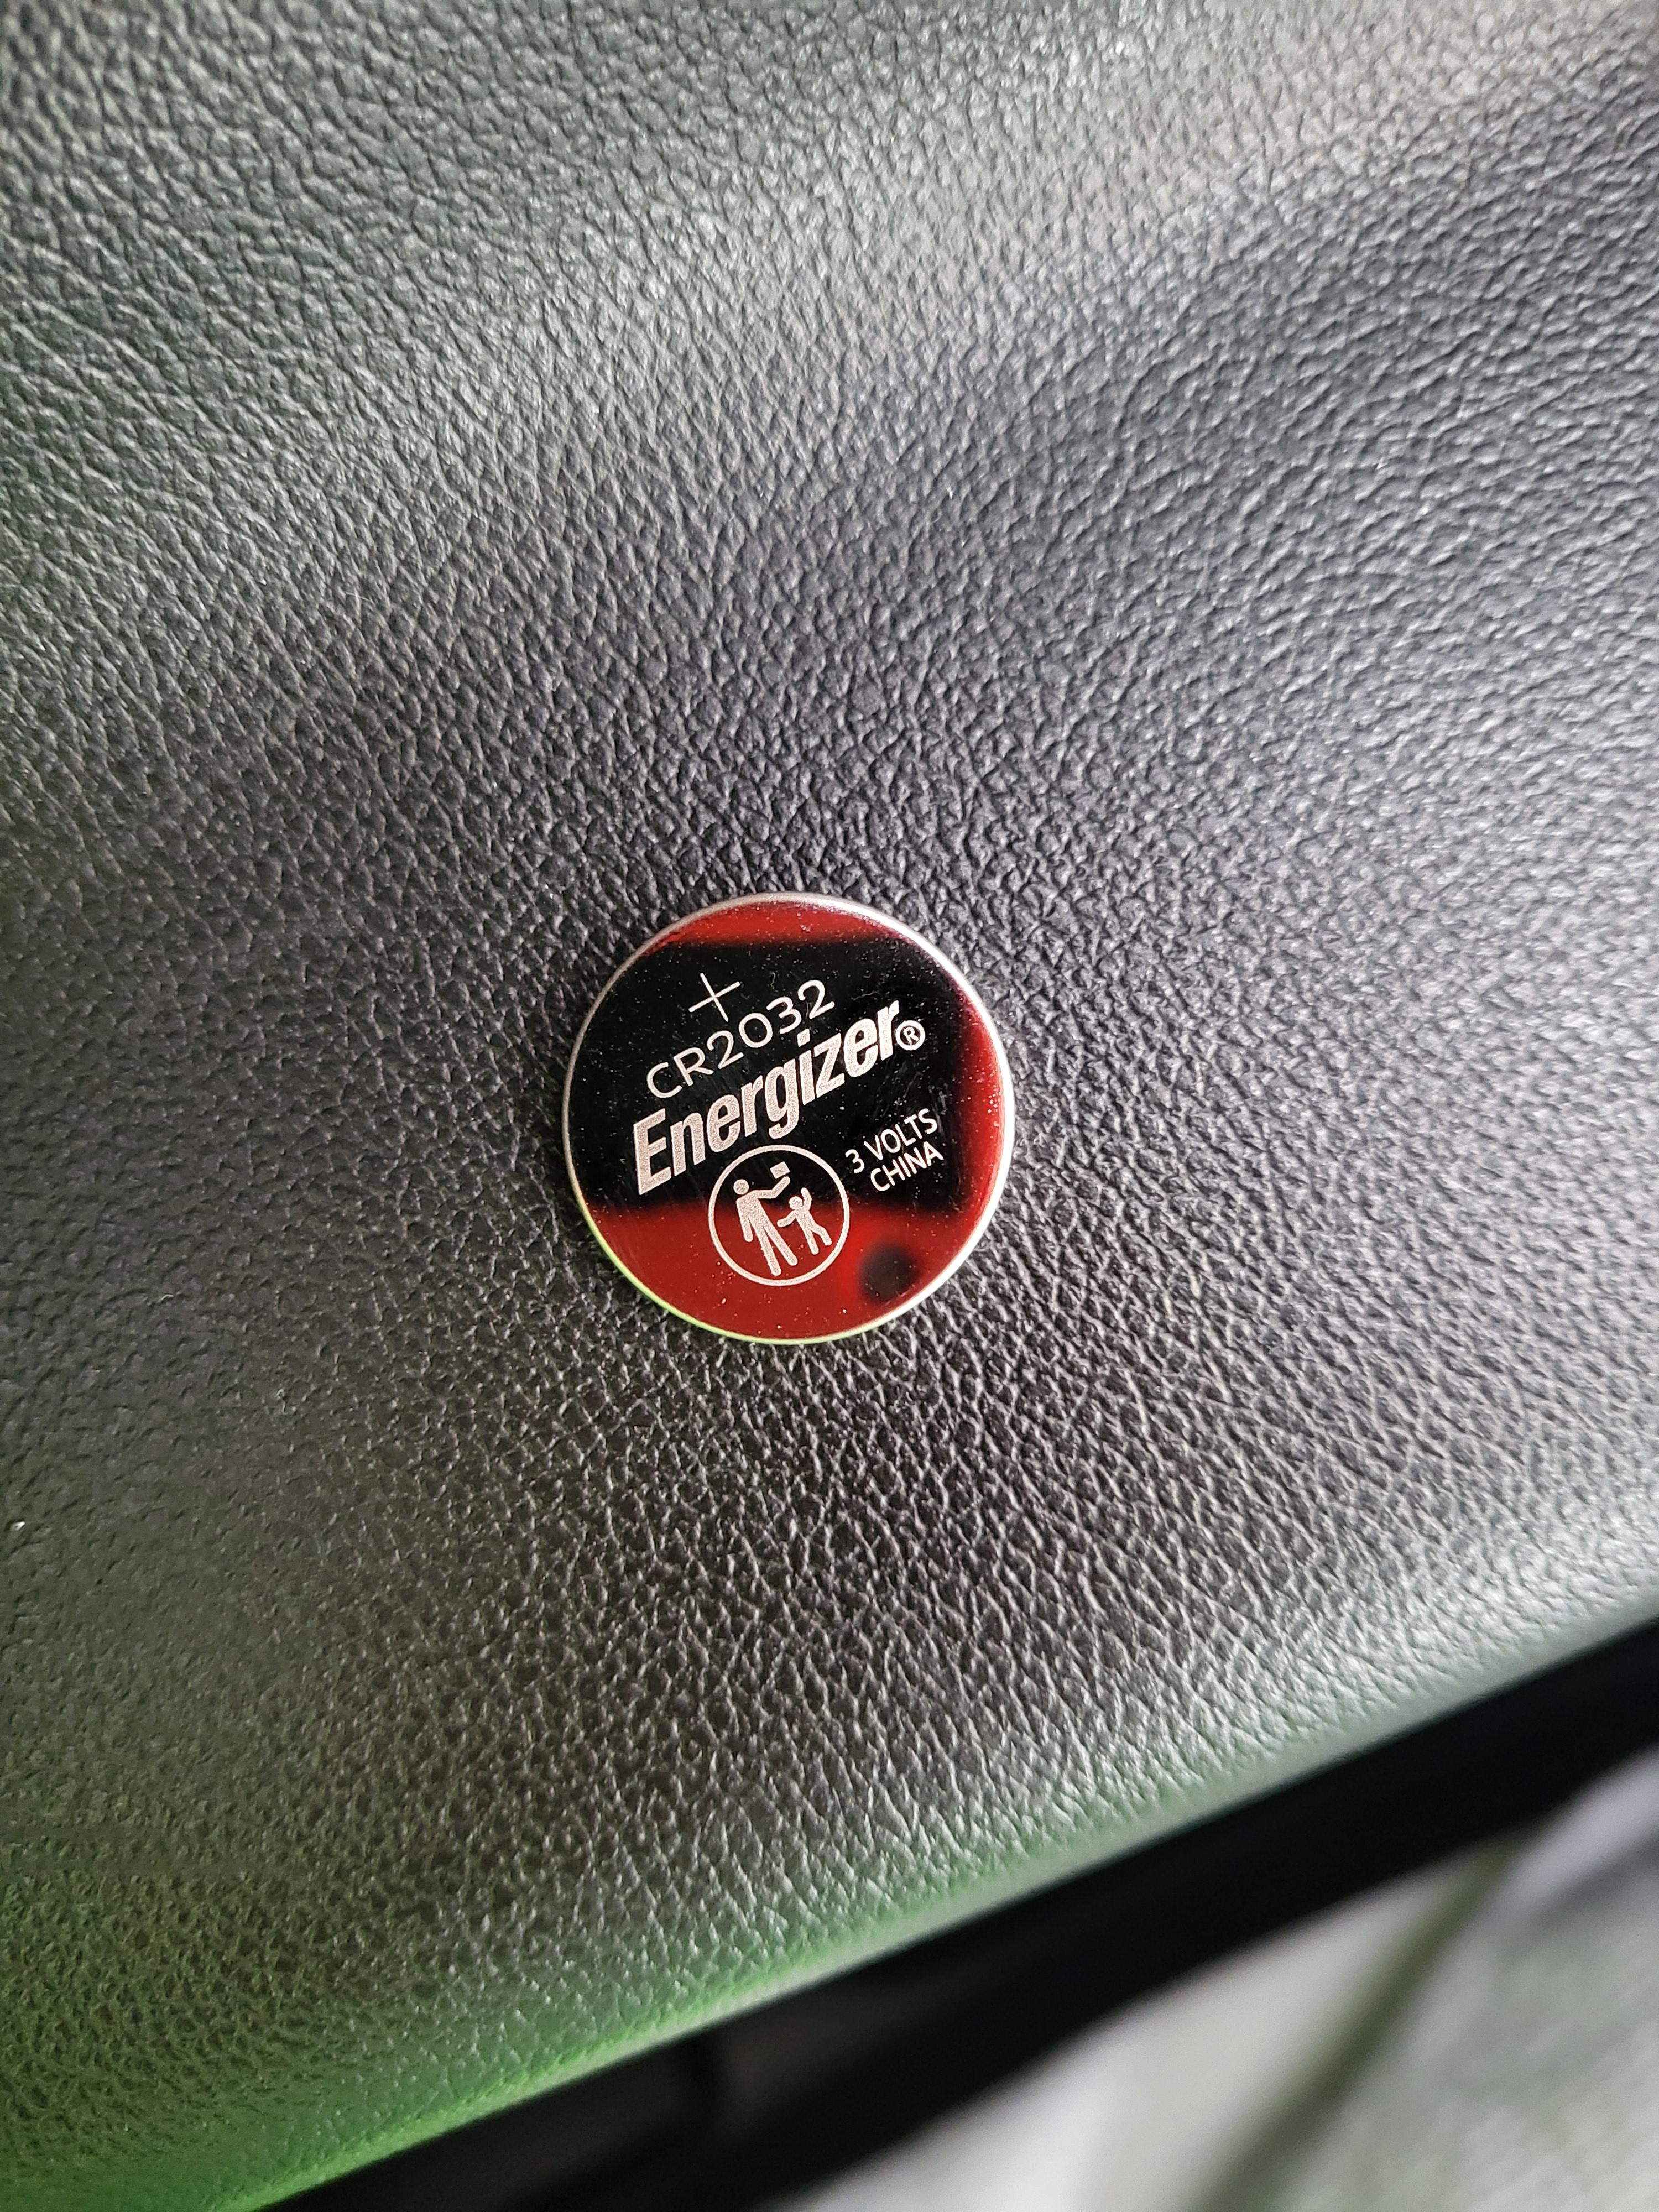 +
CR2032
Energizer®
3 VOLTS
CHINA